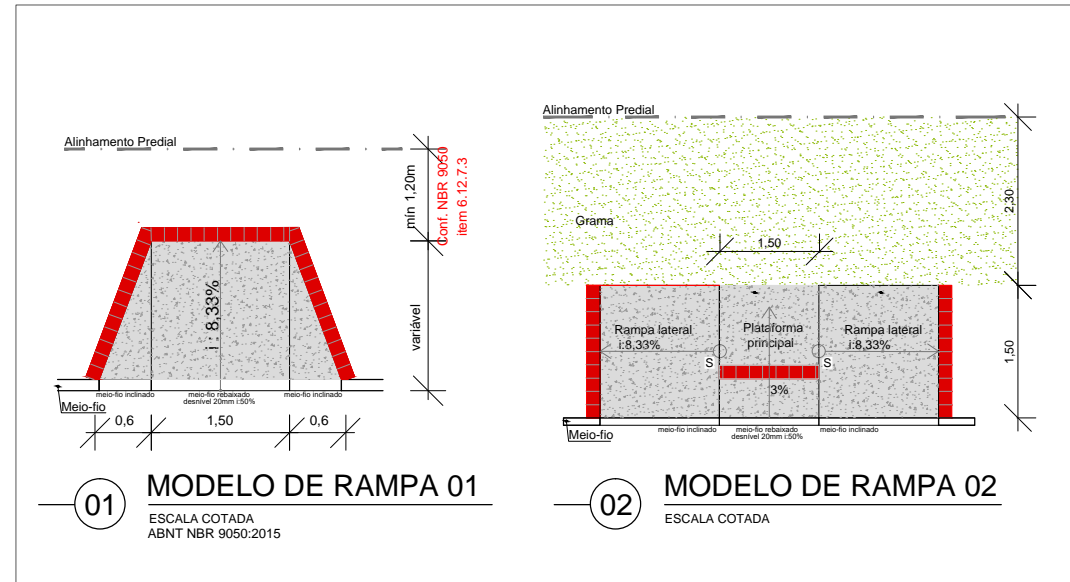 Alinhamento Predial
mín 1,20m
Conf. NBR 9050
item 6.12.7.3
i : 8,33%
variável
meio-fio inclinado
meio-fio rebaixado
desnível 20mm i:50%
meio-fio inclinado
Meio-fio
0,6
1,50
0,6
01
MODELO DE RAMPA 01
ESCALA COTADA
ABNT NBR 9050:2015
Alinhamento Predial
2,30
Grama
1,50
Rampa lateral
i:8,33%
Plataforma
principal
Rampa lateral
i:8,33%
S
S
1,50
3%
meio-fio inclinado
meio-fio rebaixado
desnível 20mm i:50%
meio-fio inclinado
Meio-fio
02
MODELO DE RAMPA 02
ESCALA COTADA